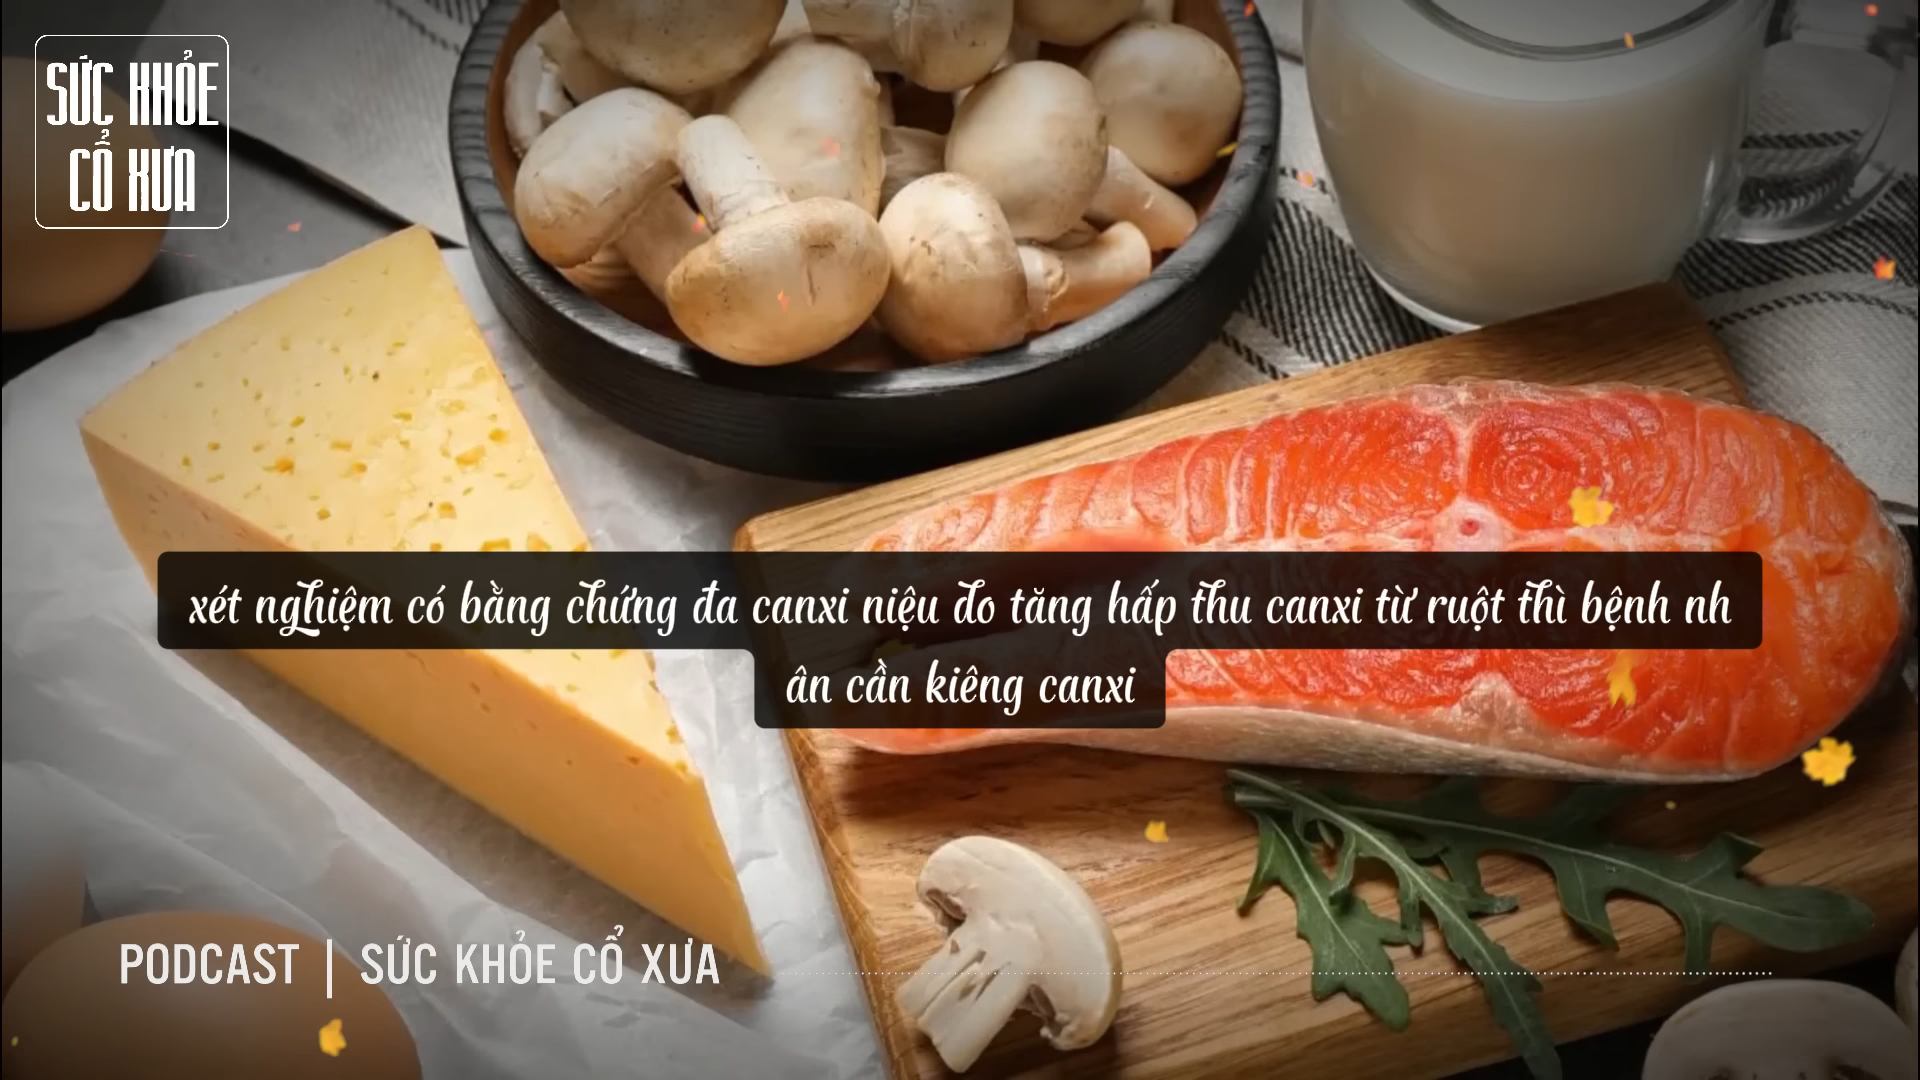 SỨC KHỎE
CỔ XƯA
xét nghiệm có bằng chứng đa canxi niệu do tăng hấp thu canxi từ ruột thì bệnh nh
ân cần kiêng canxi
PODCAST | SỨC KHỎE CỔ XƯA